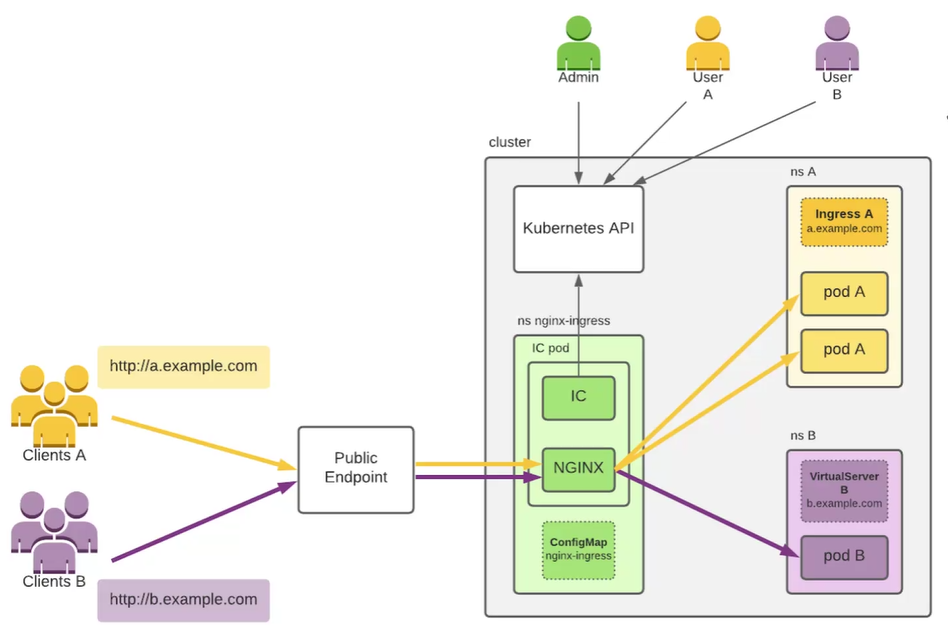 Admin
User
A
User
B
cluster
ns A
Ingress A
a.example.com
Kubernetes API
pod A
ns nginx-ingress
IC pod
pod A
http://a.example.com
IC
Clients A
Public
Endpoint
NGINX
ns B
VirtualServer
B
b.example.com
ConfigMap
nginx-ingress
pod B
Clients B
http://b.example.com